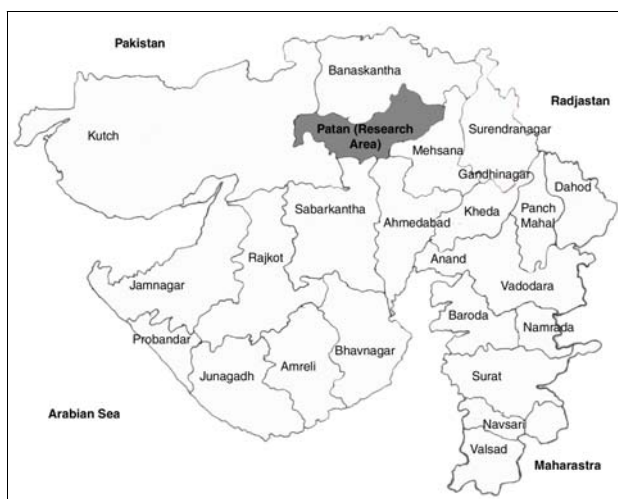 Pakistan
Banaskantha
Radjastan
Kutch
Patan (Research
Area)
Surendranagar
Mehsana
Gandhinagar
Dahod
Sabarkantha
Ahmedabad
Kheda
Panch
Mahal
Rajkot
Anand
Jamnagar
Vadodara
Baroda
Namrada
Probandar
Bhavnagar
Amreli
Junagadh
Surat
Arabian Sea
Navsari
Valsad
Maharastra